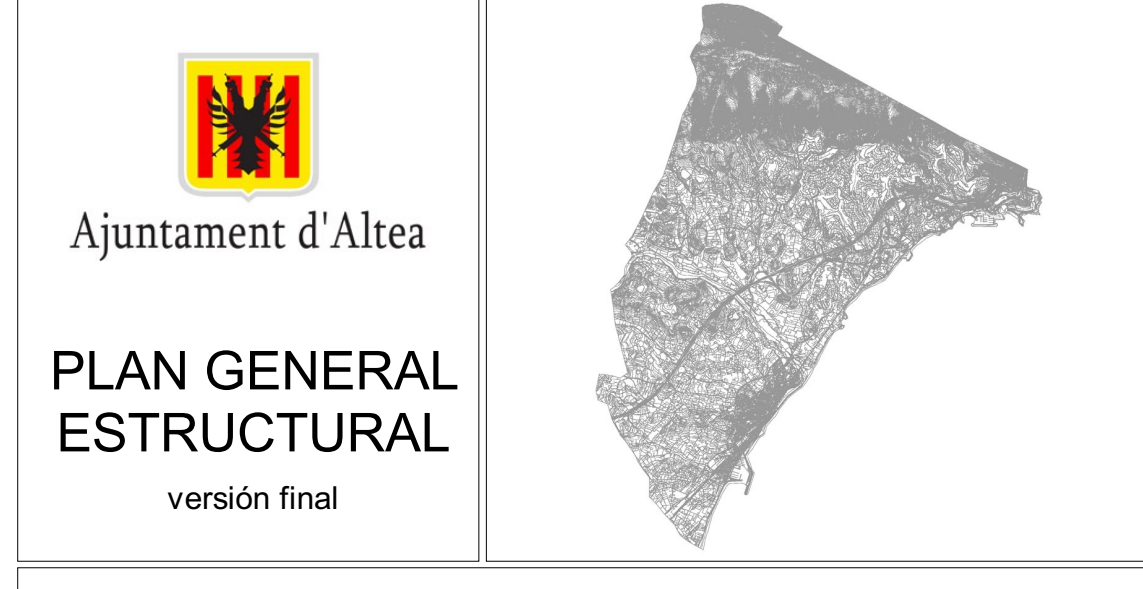 Ajuntament d'Altea
PLAN GENERAL
ESTRUCTURAL
versión final